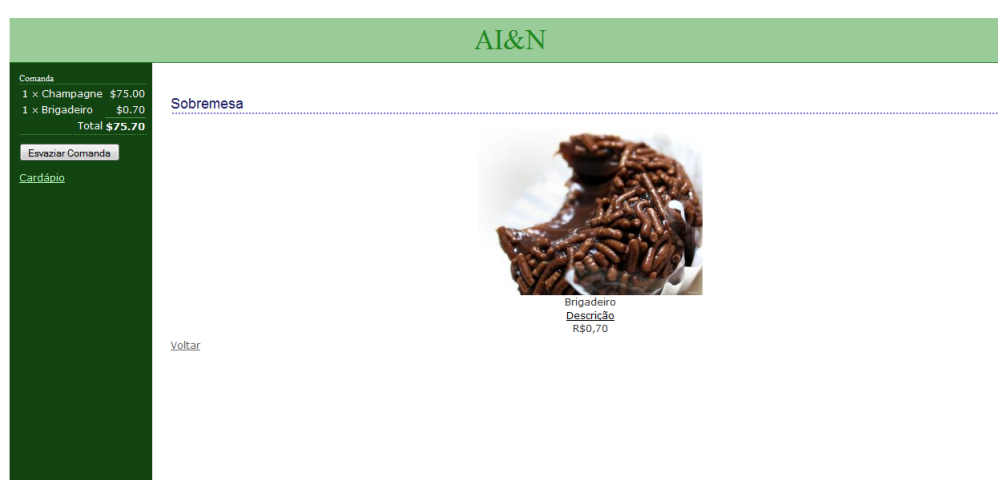 AI&N
Comanda
1 × Champagne $75.00
1 × Brigadeiro $0.70
Total $75.70
Esvaziar Comanda
Cardápio
Sobremesa
Brigadeiro
Descrição
R$0,70
Voltar